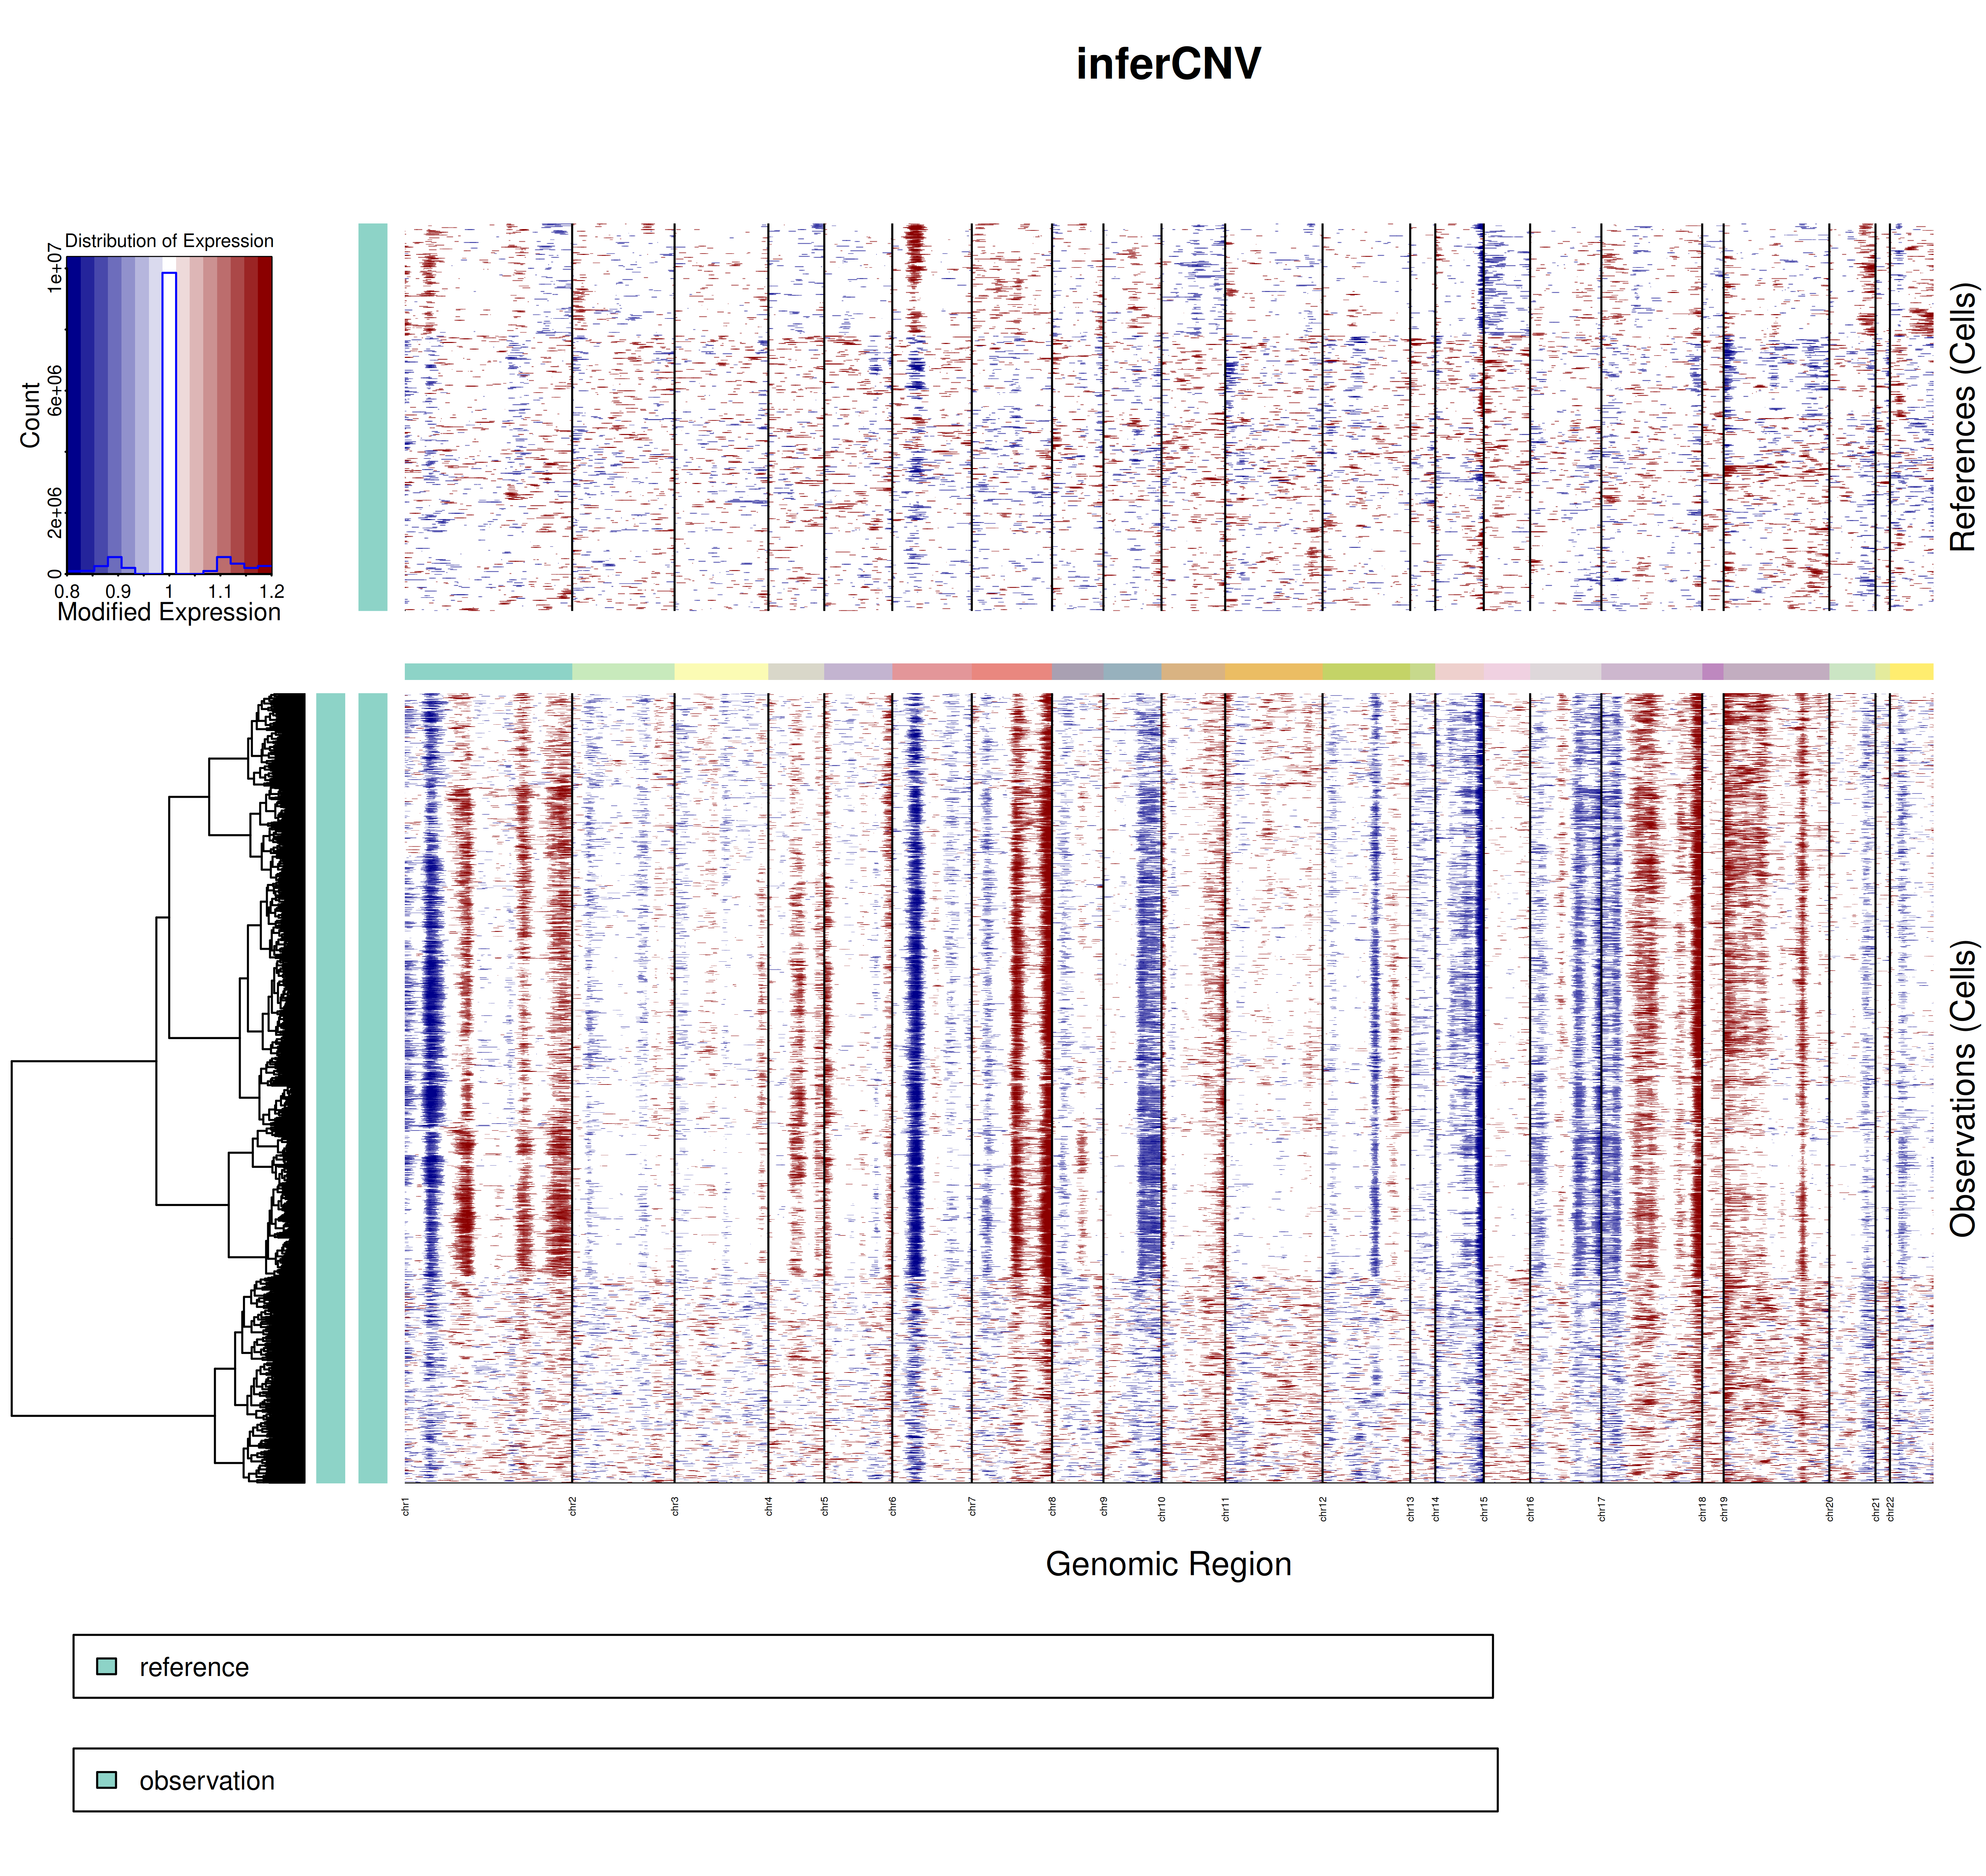 inferCNV
Distribution of Expression
Count
0
2e+06
6e+06
1e+07
0.8 0.9 1 1.1 1.2
Modified Expression
References (Cells)
Observations (Cells)
chr1 chr2 chr3 chr4 chr5 chr6 chr7 chr8 chr9 chr10 chr11 chr12 chr13 chr14 chr15 chr16 chr17 chr18 chr19 chr20 chr21 chr22
Genomic Region
reference
observation